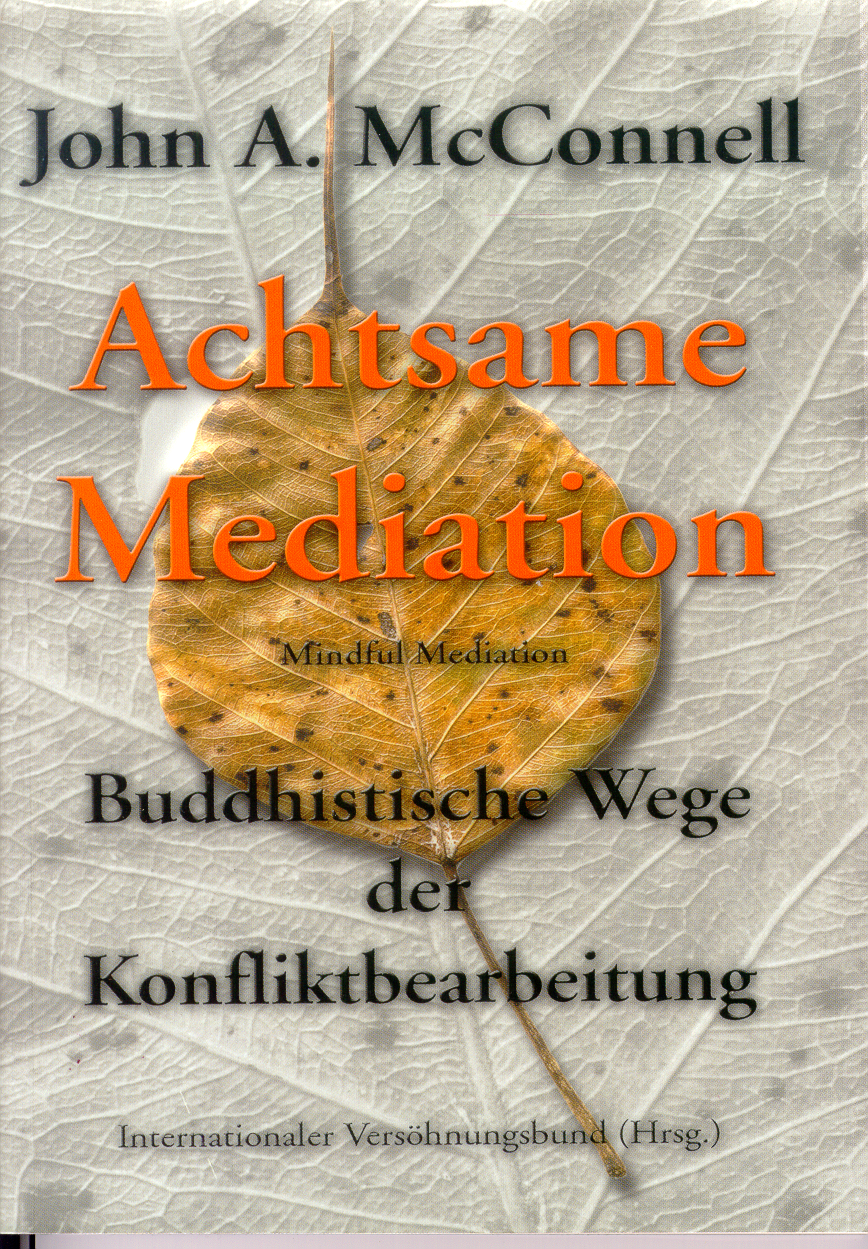 John A. McConnell
Achtsame
Mediation
Mindful Mediation
Buddhistische Wege
der
Konfliktbearbeitung
Internationaler Versöhnungsbund (Hrsg.)